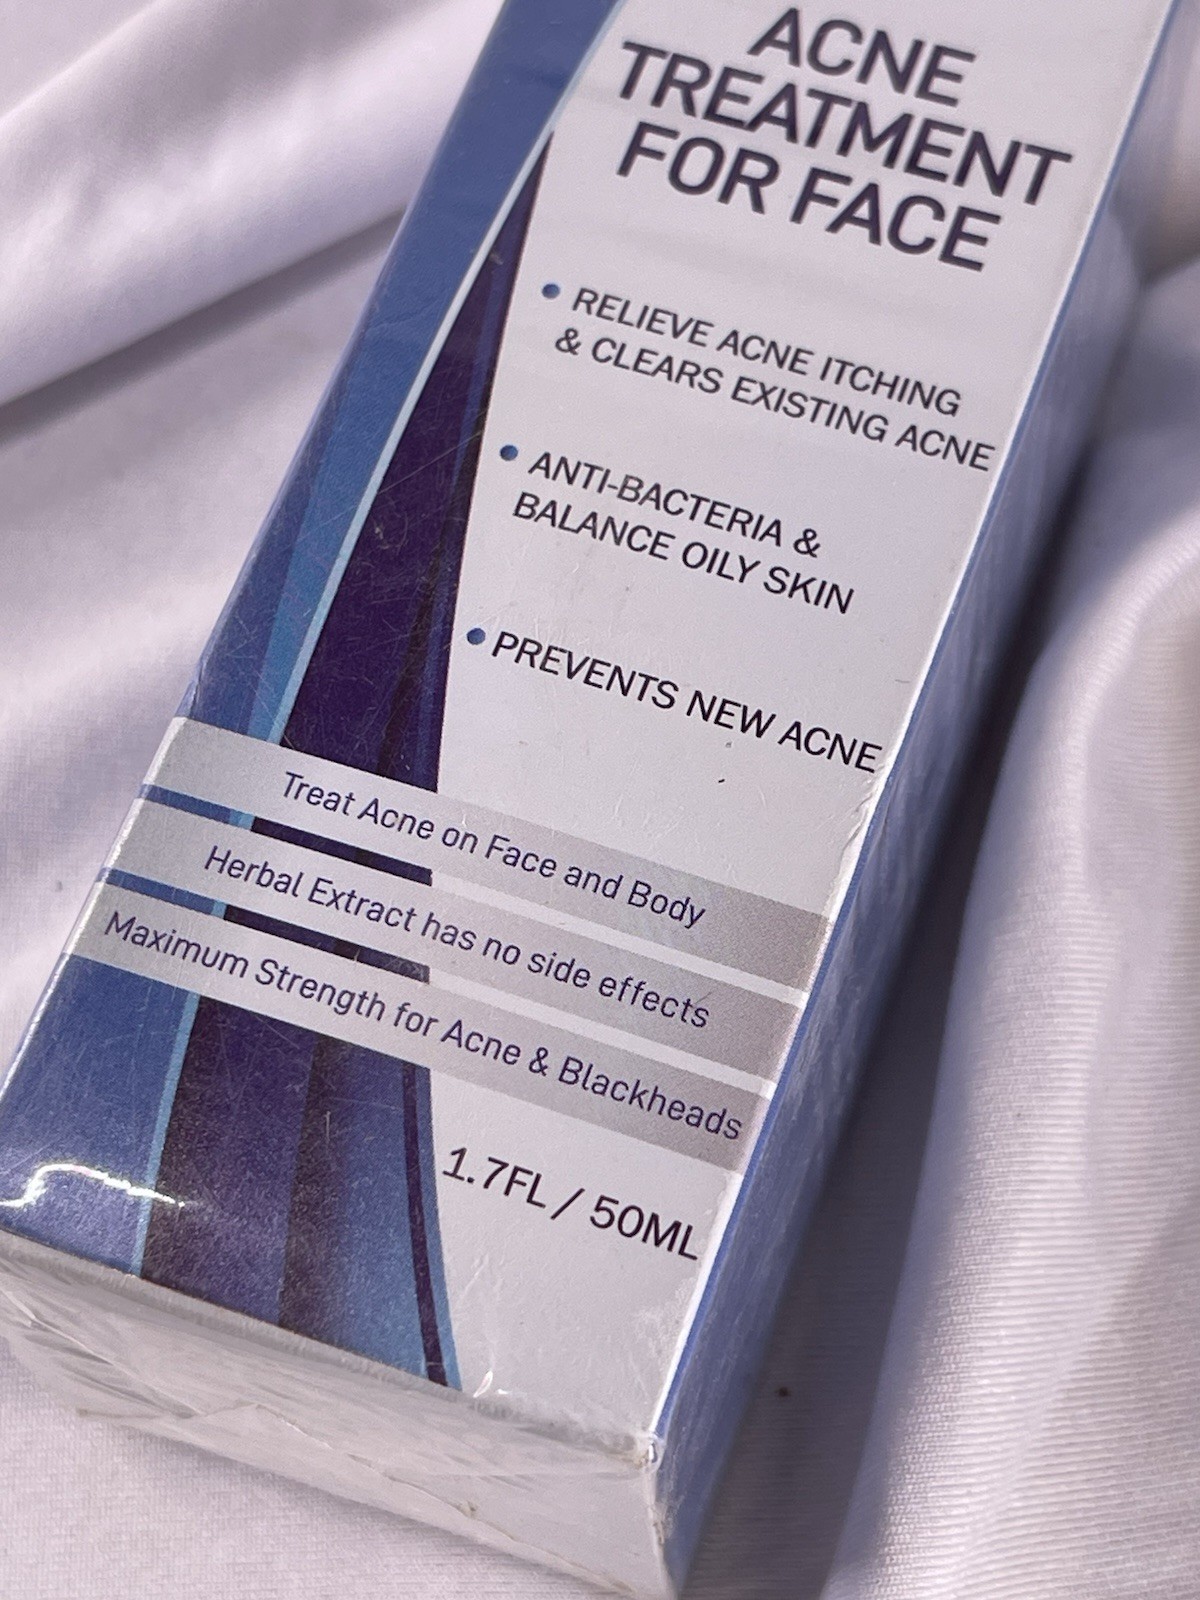 ACNE
TREATMENT
FOR FACE
• RELIEVE ACNE ITCHING
& CLEARS EXISTING ACNE
• ANTI-BACTERIA &
BALANCE OILY SKIN
• PREVENTS NEW ACNE
Treat Acne on Face and Body
Herbal Extract has no side effects
Maximum Strength for Acne & Blackheads
1.7FL / 50ML